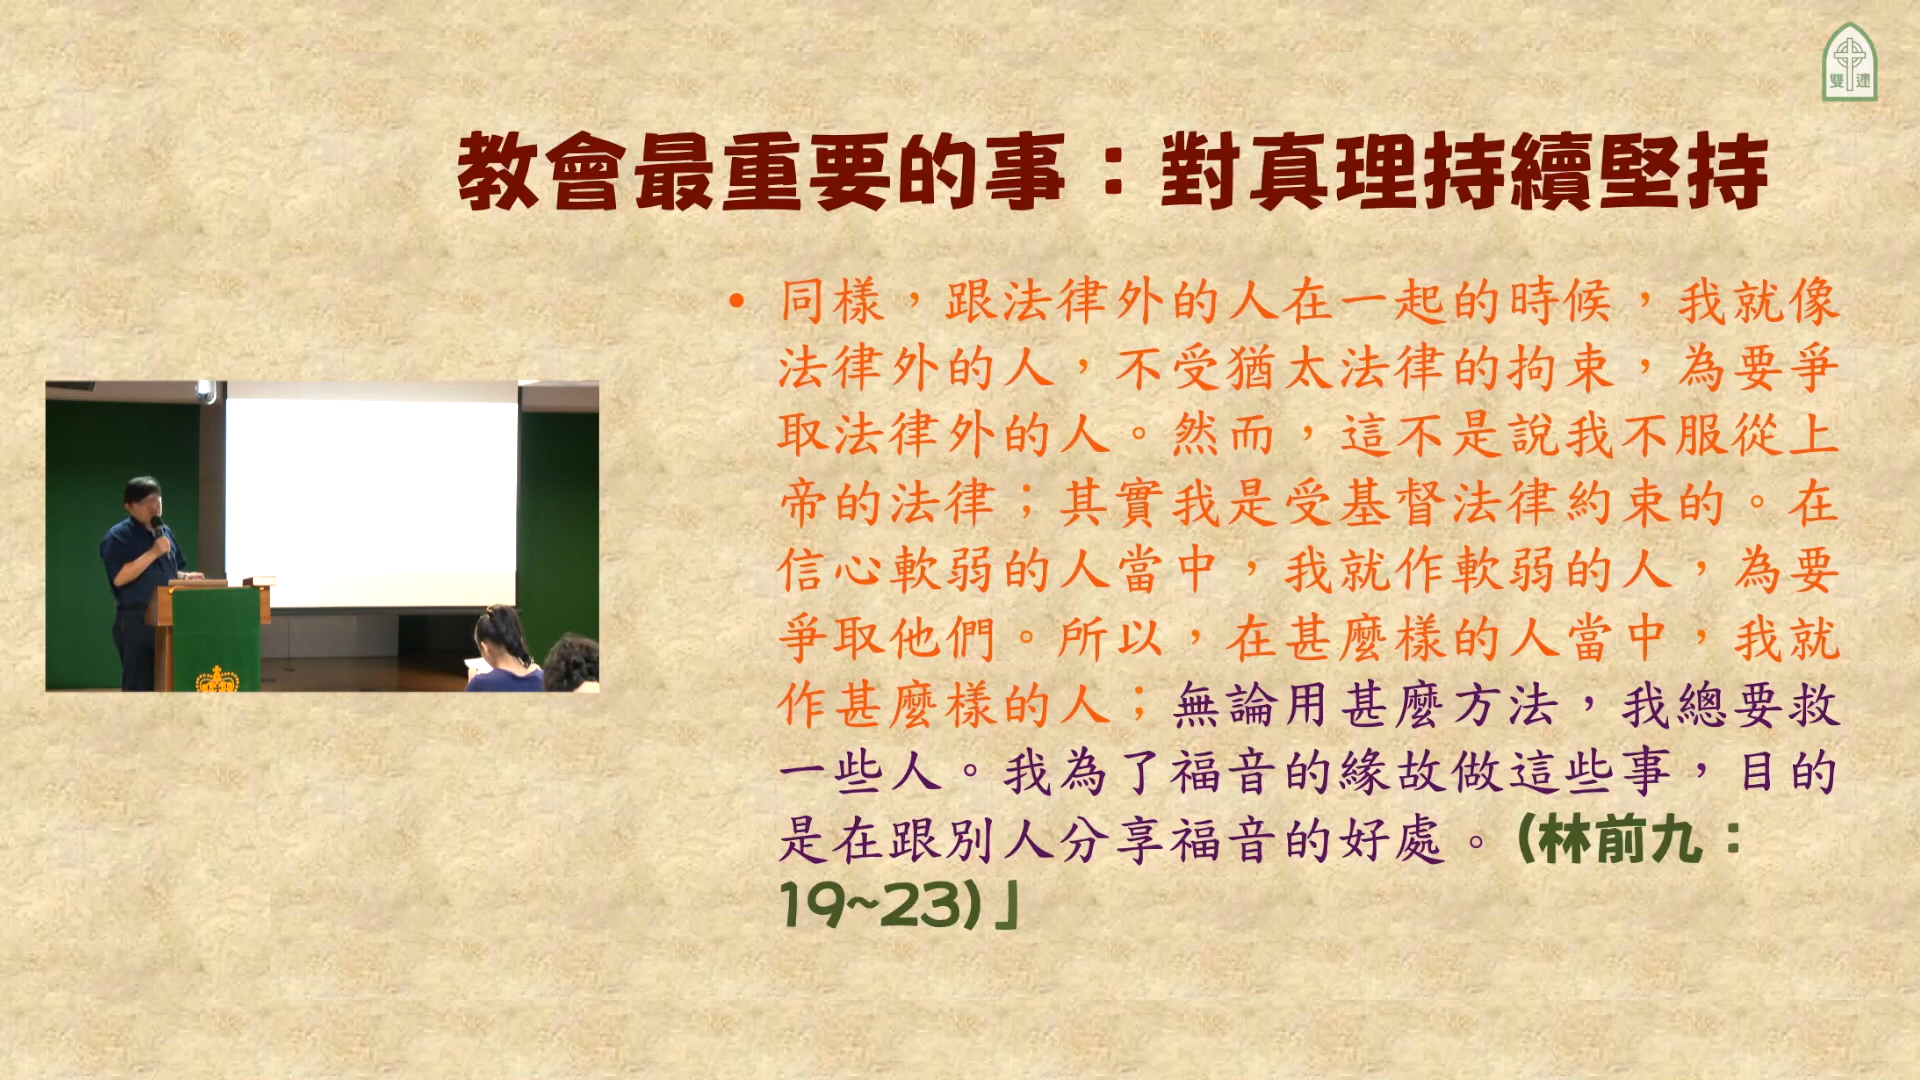 雙連
教會最重要的事：對真理持續堅持
• 同樣，跟法律外的人在一起的時候，我就像
法律外的人，不受猶太法律的拘束，為要爭
取法律外的人。然而，這不是說我不服從上
帝的法律；其實我是受基督法律約束的。在
信心軟弱的人當中，我就作軟弱的人，為要
爭取他們。所以，在甚麼樣的人當中，我就
作甚麼樣的人；無論用甚麼方法，我總要救
一些人。我為了福音的緣故做這些事，目的
是在跟別人分享福音的好處。(林前九：
19~23)」